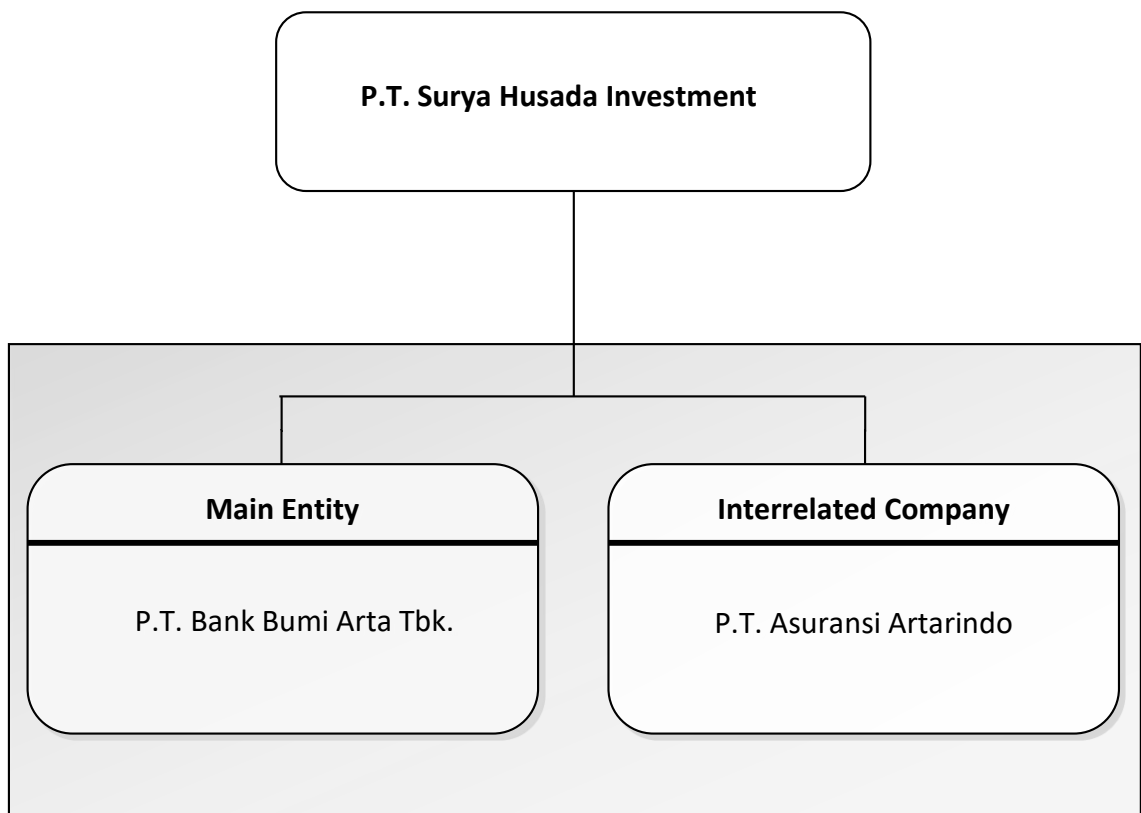 P.T. Surya Husada Investment
Main Entity
P.T. Bank Bumi Arta Tbk.
Interrelated Company
P.T. Asuransi Artarindo